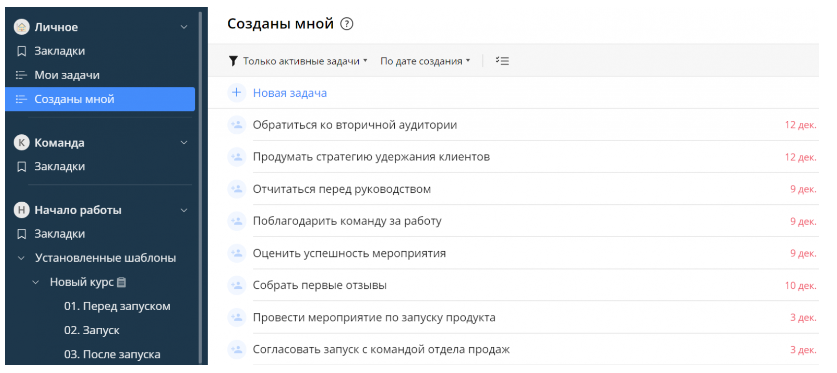 Личное
Закладки
Мои задачи
Созданы мной
К Команда
Закладки
Н Начало работы
Закладки
Установленные шаблоны
Новый курс
01. Перед запуском
02. Запуск
03. После запуска
Созданы мной ?
Только активные задачи По дате создания
+ Новая задача
Обратиться ко вторичной аудитории 12 дек.
Продумать стратегию удержания клиентов 12 дек.
Отчитаться перед руководством 9 дек.
Поблагодарить команду за работу 9 дек.
Оценить успешность мероприятия 9 дек.
Собрать первые отзывы 10 дек.
Провести мероприятие по запуску продукта 3 дек.
Согласовать запуск с командой отдела продаж 3 дек.